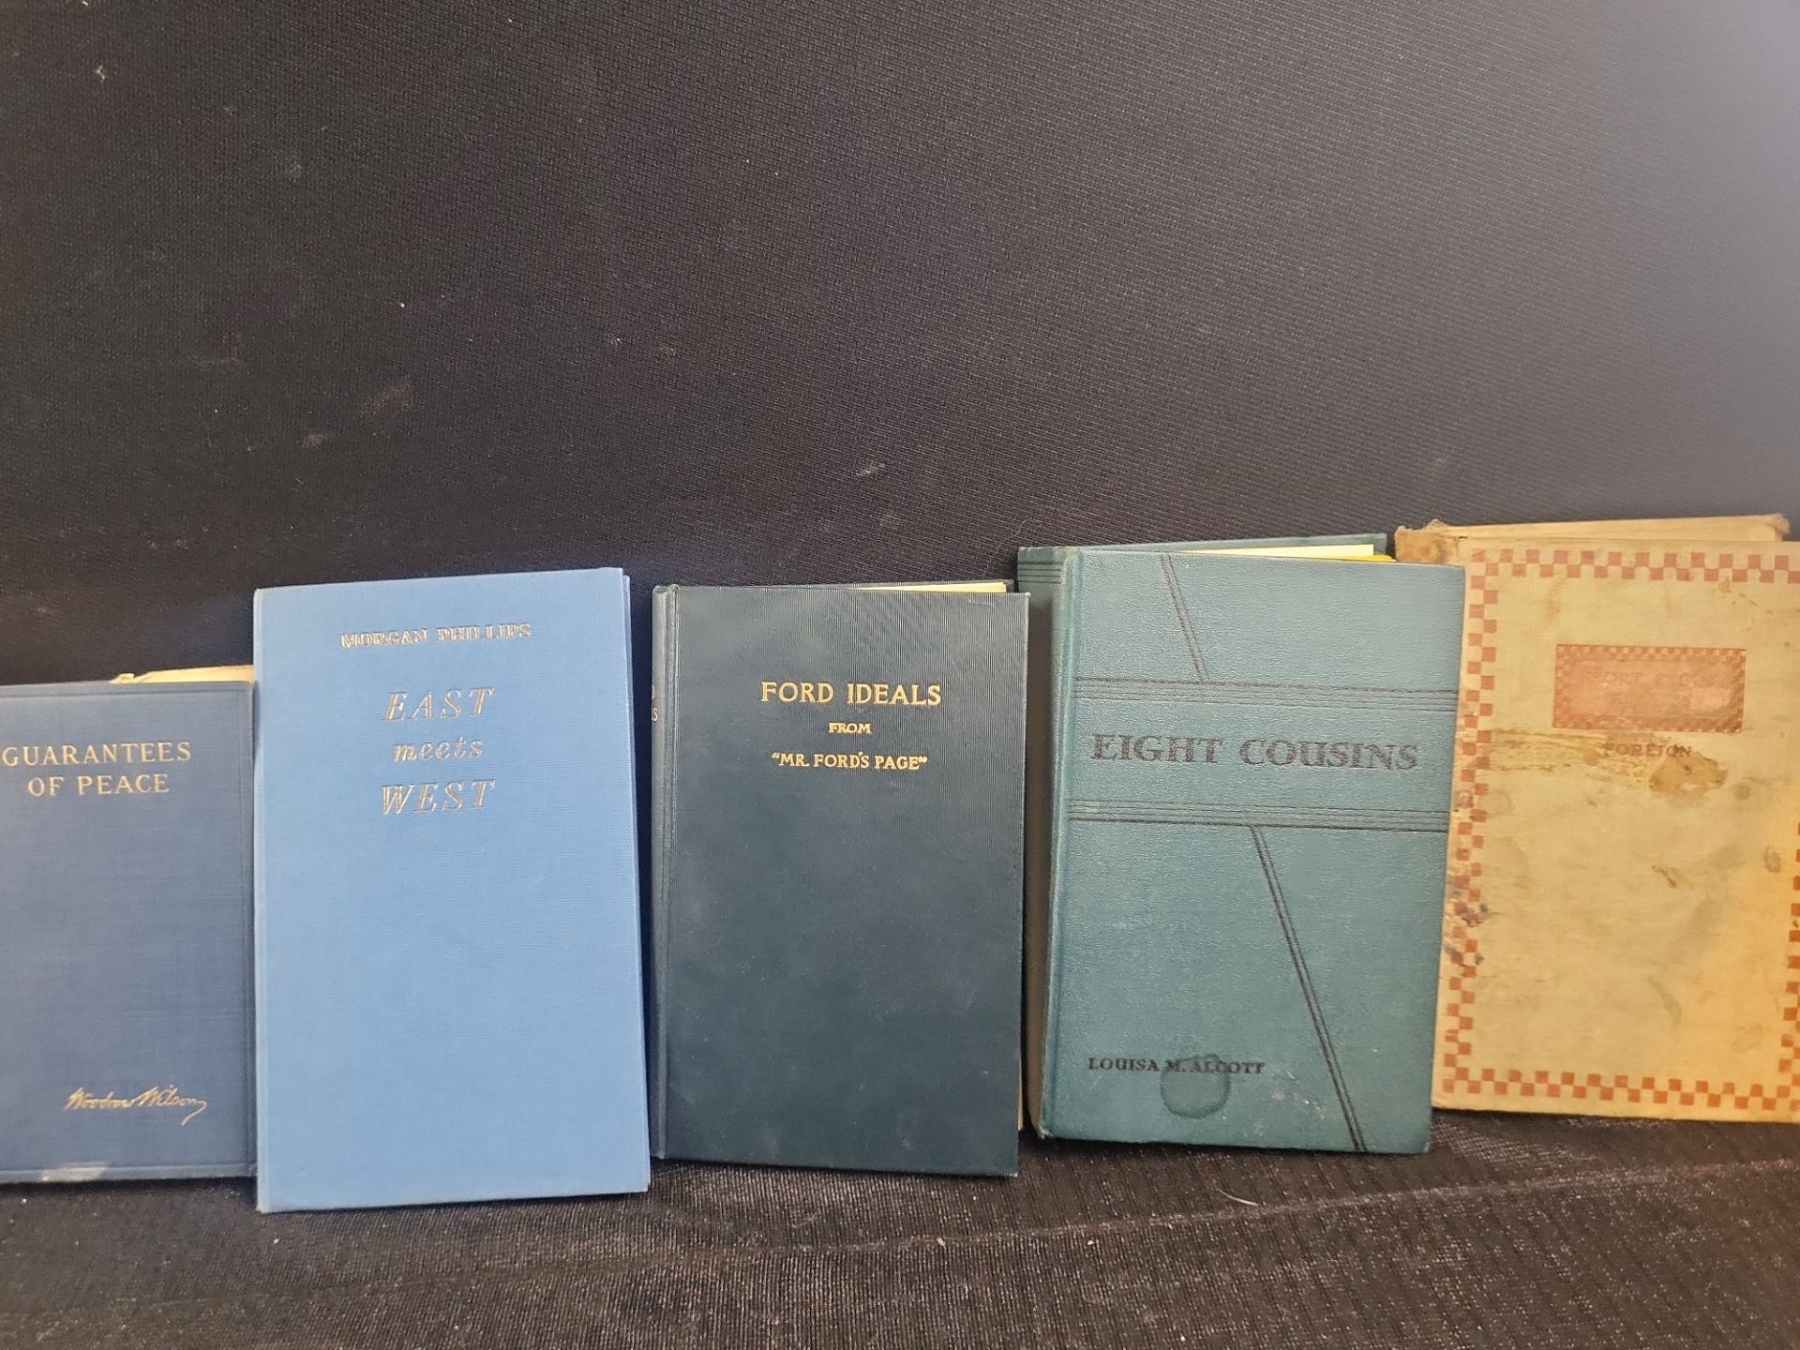 GUARANTEES
OF PEACE
Woodrow Wilson
MORGAN PHILLIPS
EAST
meets
WEST
FORD IDEALS
FROM
"MR. FORD'S PAGE"
EIGHT COUSINS
LOUISA M. ALCOTT
FOREIGN